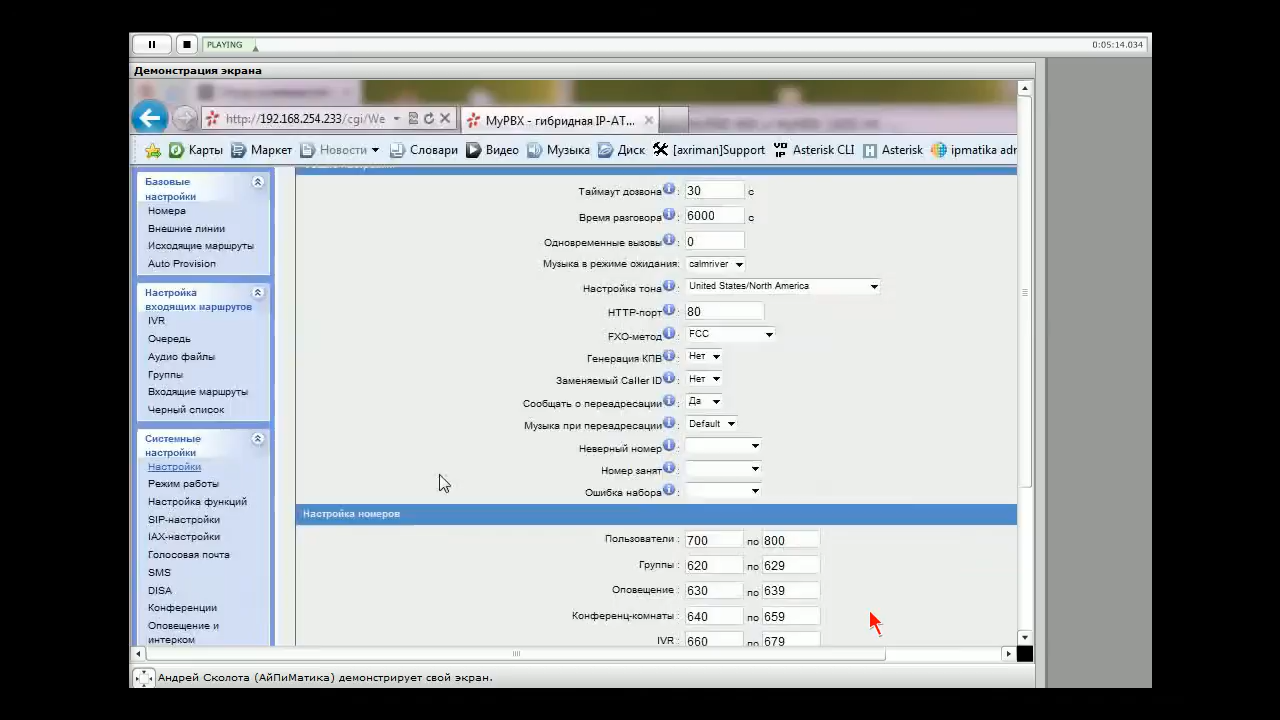 PLAYING
0:05:14.034
Демонстрация экрана
http://192.168.254.233/cgi/We
MyPBX - гибридная IP-AT...
Карты Маркет Новости Словари Видео Музыка Диск [axriman]Support Asterisk CLI Asterisk ipmatika adr
Базовые
настройки
Номера
Внешние линии
Исходящие маршруты
Auto Provision
Настройка
входящих маршрутов
IVR
Очередь
Аудио файлы
Группы
Входящие маршруты
Черный список
Системные
настройки
Настройки
Режим работы
Настройка функций
SIP-настройки
IAX-настройки
Голосовая почта
SMS
DISA
Конференции
Оповещение и
интерком
Таймаут дозвона : 30 с
Время разговора : 6000 с
Одновременные вызовы : 0
Музыка в режиме ожидания: calmriver
Настройка тона : United States/North America
HTTP-порт : 80
FXO-метод : FCC
Генерация КПВ : Нет
Заменяемый Caller ID : Нет
Сообщать о переадресации : Да
Музыка при переадресации : Default
Неверный номер :
Номер занят :
Ошибка набора :
Настройка номеров
Пользователи : 700 по 800
Группы : 620 по 629
Оповещение : 630 по 639
Конференц-комнаты : 640 по 659
IVR : 660 по 679
Андрей Сколота (АйПиМатика) демонстрирует свой экран.